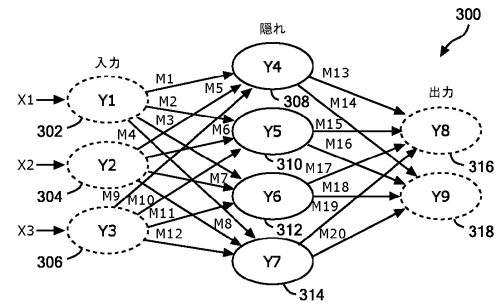 300
入力
隠れ
出力
X1
Y1
302
X2
Y2
304
X3
Y3
306
M1
M2
M3
M4
M5
M6
M7
M8
M9
M10
M11
M12
Y4
308
Y5
310
Y6
312
Y7
314
M13
M14
M15
M16
M17
M18
M19
M20
Y8
316
Y9
318